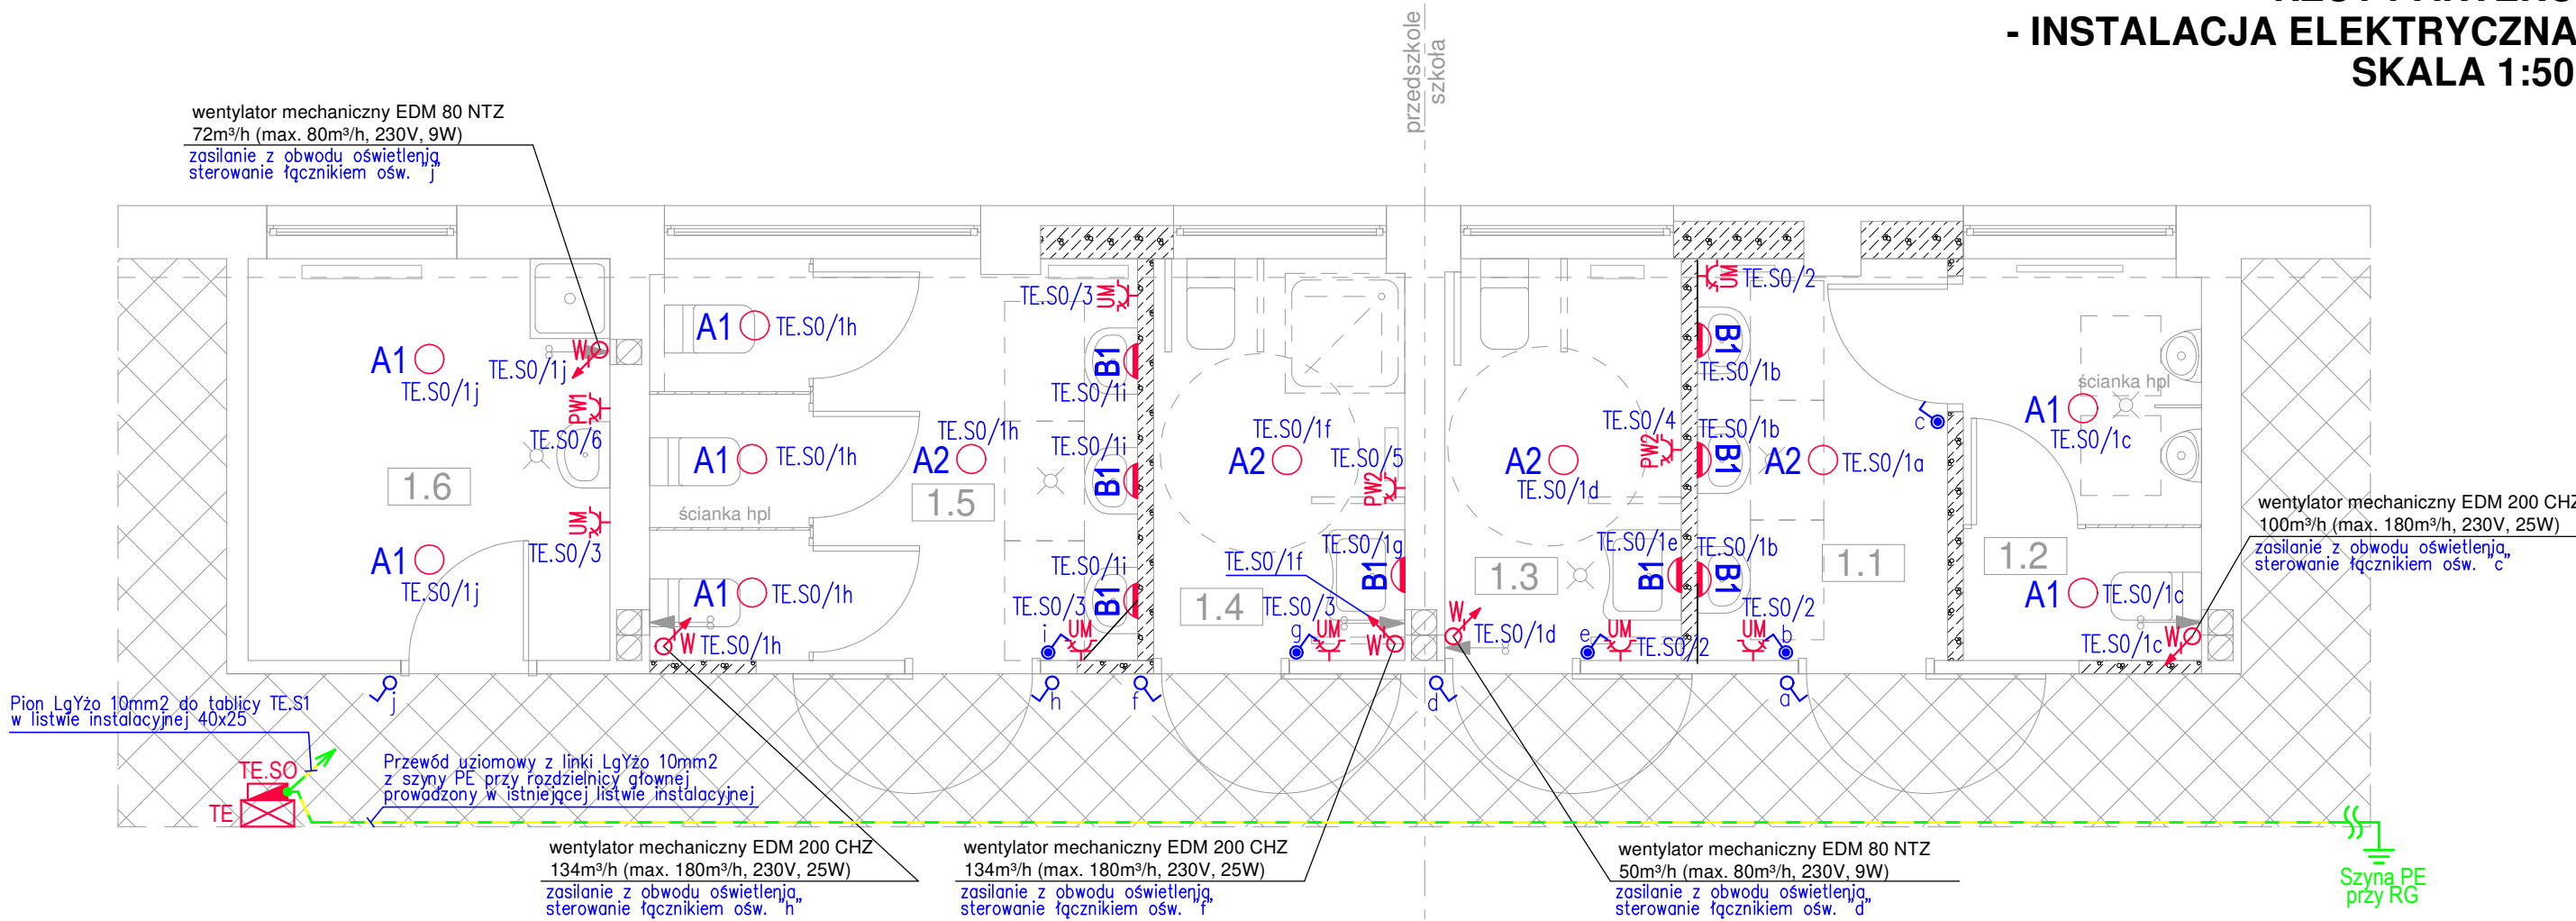 - INSTALACJA ELEKTRYCZNA
SKALA 1:50
przedszkole
szkoła
wentylator mechaniczny EDM 80 NTZ
72m³/h (max. 80m³/h, 230V, 9W)
zasilanie z obwodu oświetlenia
sterowanie łącznikiem ośw. "j"
A1
TE.S0/1j
TE.S0/1j
W
PW1
TE.S0/6
1.6
UM
TE.S0/3
A1
TE.S0/1j
j
A1 TE.S0/1h
A1 TE.S0/1h
ścianka hpl
A1 TE.S0/1h
W TE.S0/1h
TE.S0/3 UM
B1
TE.S0/1i
TE.S0/1h
A2
1.5
TE.S0/1i
B1
TE.S0/1i
B1
TE.S0/3
i
UM
h
f
TE.S0/1f
A2
TE.S0/5
PW2
TE.S0/1g
B1
TE.S0/1f
1.4
TE.S0/3
g
UM
W
TE.S0/4
PW2
A2
TE.S0/1d
TE.S0/1e
B1
1.3
W
TE.S0/1d
e
UM
TE.S0/2
d
UM TE.S0/2
B1
TE.S0/1b
TE.S0/1b
B1
A2 TE.S0/1a
TE.S0/1b
B1
1.1
TE.S0/2
UM
b
a
c
ścianka hpl
A1
TE.S0/1c
1.2
A1 TE.S0/1c
TE.S0/1c
W
wentylator mechaniczny EDM 200 CHZ
100m³/h (max. 180m³/h, 230V, 25W)
zasilanie z obwodu oświetlenia
sterowanie łącznikiem ośw. "c"
Pion LgYżo 10mm2 do tablicy TE.S1
w listwie instalacyjnej 40x25
TE.SO
TE
Przewód uziomowy z linki LgYżo 10mm2
z szyny PE przy rozdzielnicy głownej
prowadzony w istniejącej listwie instalacyjnej
wentylator mechaniczny EDM 200 CHZ
134m³/h (max. 180m³/h, 230V, 25W)
zasilanie z obwodu oświetlenia
sterowanie łącznikiem ośw. "h"
wentylator mechaniczny EDM 200 CHZ
134m³/h (max. 180m³/h, 230V, 25W)
zasilanie z obwodu oświetlenia
sterowanie łącznikiem ośw. "f"
wentylator mechaniczny EDM 80 NTZ
50m³/h (max. 80m³/h, 230V, 9W)
zasilanie z obwodu oświetlenia
sterowanie łącznikiem ośw. "d"
Szyna PE
przy RG